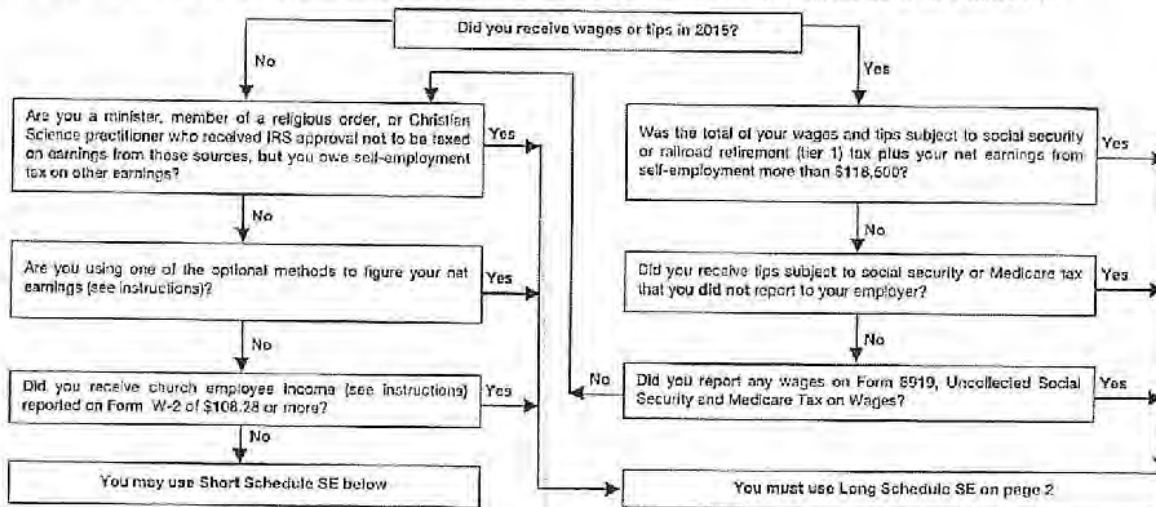 Did you receive wages or tips in 2015?
No
Yes
Are you a minister, member of a religious order, or Christian
Science practitioner who received IRS approval not to be taxed
on earnings from these sources, but you owe self-employment
tax on other earnings?
Yes
Was the total of your wages and tips subject to social security
or railroad retirement (tier 1) tax plus your net earnings from
self-employment more than $118,500?
Yes
No
No
Are you using one of the optional methods to figure your net
earnings (see instructions)?
Yes
Did you receive tips subject to social security or Medicare tax
that you did not report to your employer?
Yes
No
No
Did you receive church employee income (see instructions)
reported on Form W-2 of $108.28 or more?
Yes
No
Did you report any wages on Form 8919, Uncollected Social
Security and Medicare Tax on Wages?
Yes
No
You may use Short Schedule SE below
You must use Long Schedule SE on page 2